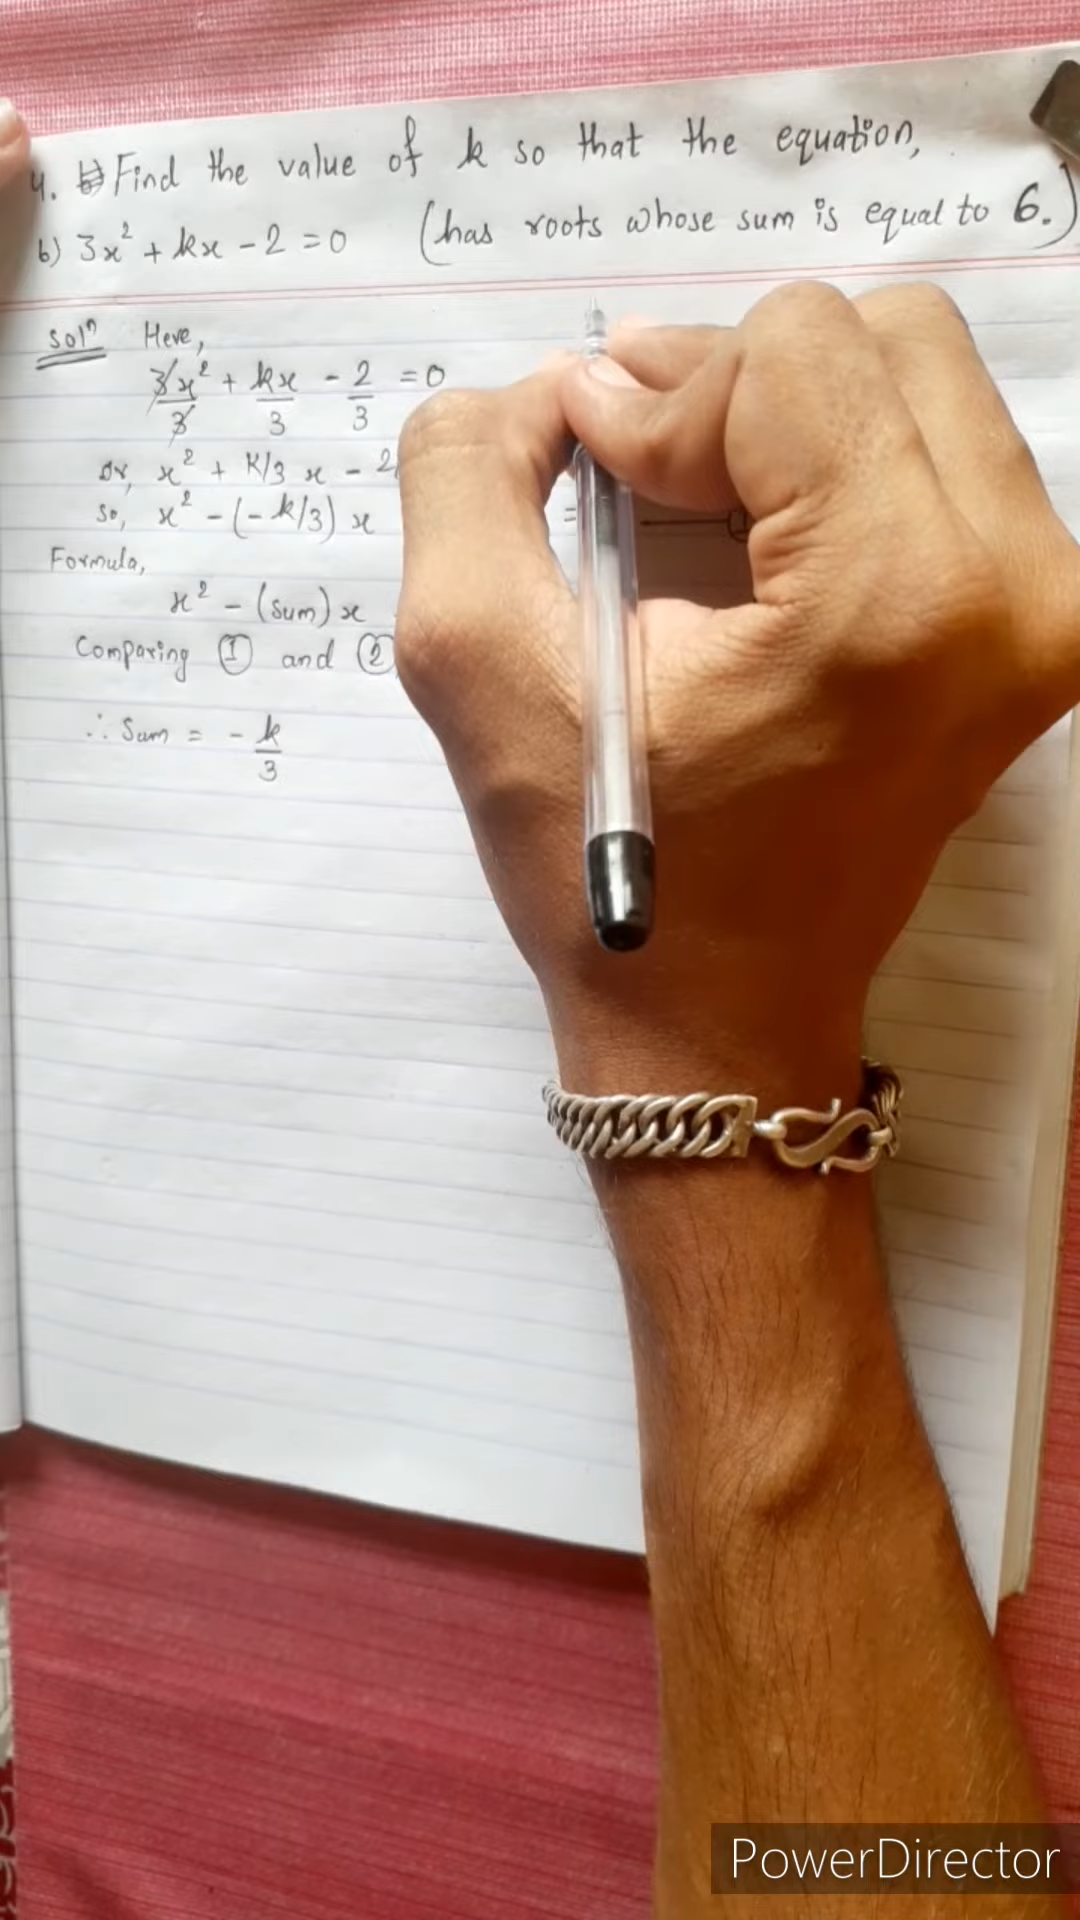 4. Find the value of k so that the equation,
b) 3x² + kx - 2 = 0 (has roots whose sum is equal to 6.)
Solⁿ Here,
3x²/3 + kx/3 - 2/3 = 0
or, x² + K/3 x - 2
so, x² - (-k/3) x =
Formula,
x² - (sum) x
Comparing ① and ②
∴ Sum = - k/3
PowerDirector